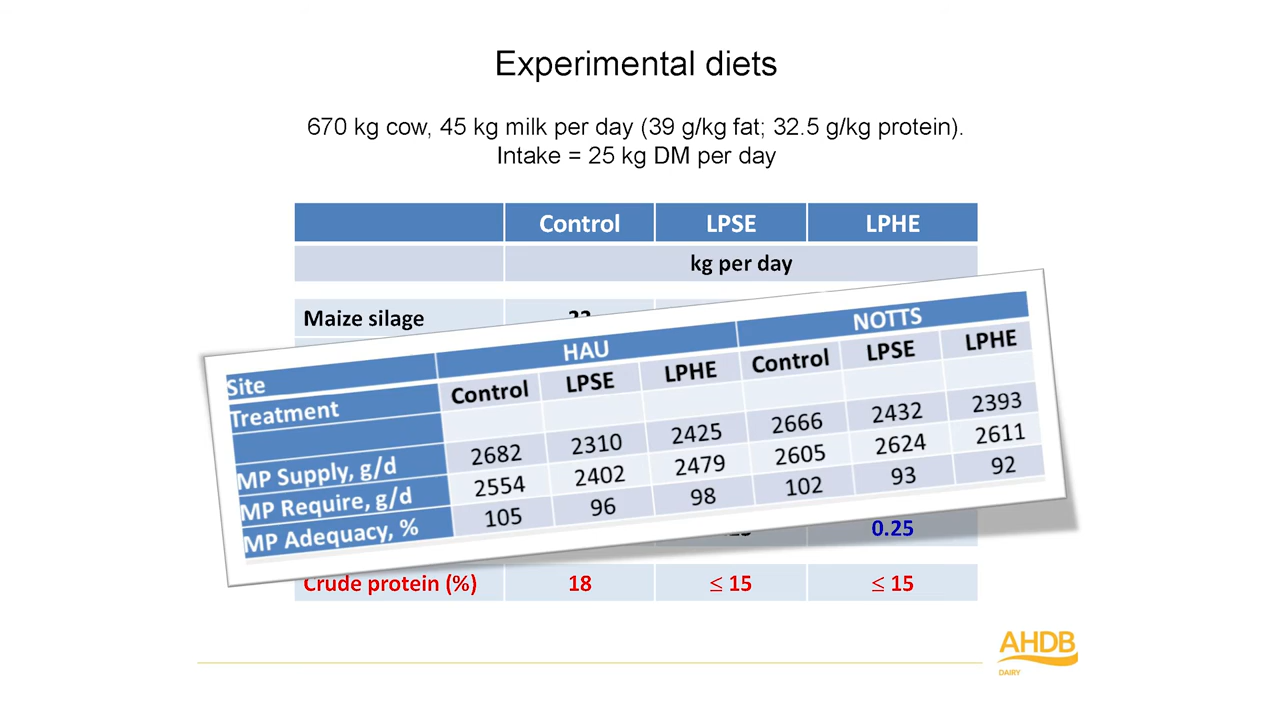 Experimental diets
670 kg cow, 45 kg milk per day (39 g/kg fat; 32.5 g/kg protein).
Intake = 25 kg DM per day
Control LPSE LPHE
kg per day
Maize silage
Site HAU NOTTS
Treatment Control LPSE LPHE Control LPSE LPHE
MP Supply, g/d 2682 2310 2425 2666 2432 2393
MP Require, g/d 2554 2402 2479 2605 2624 2611
MP Adequacy, % 105 96 98 102 93 92
0.25
Crude protein (%) 18 ≤ 15 ≤ 15
AHDB
DAIRY